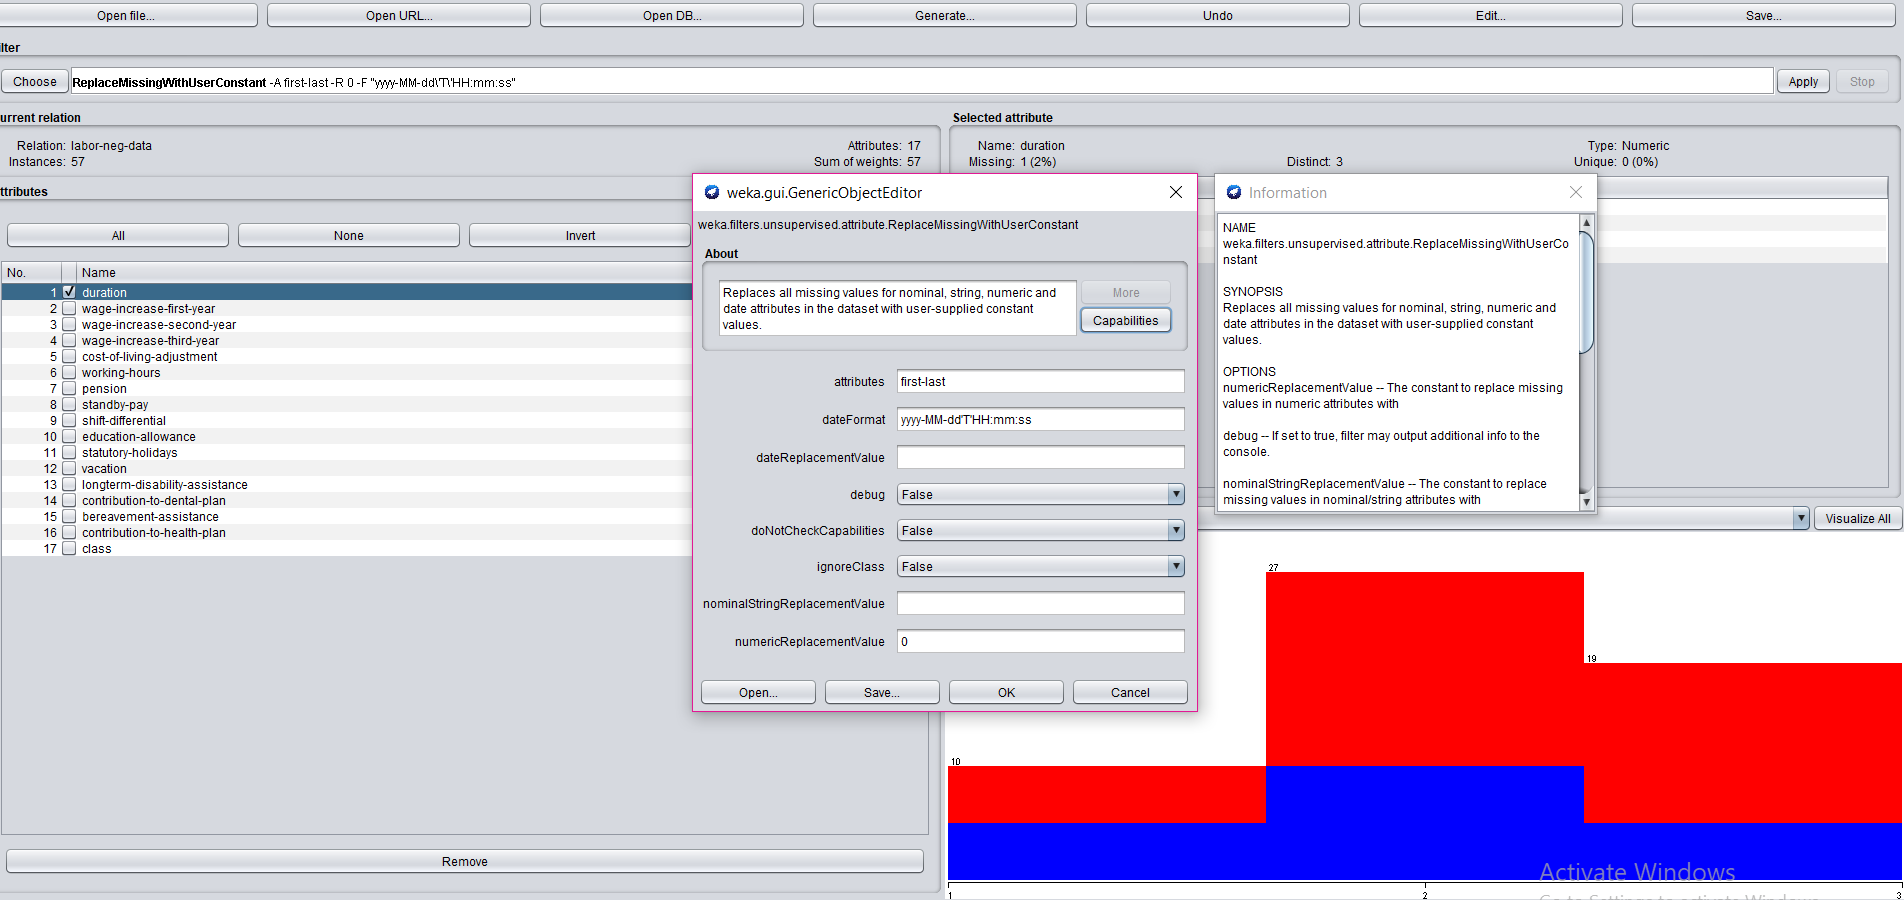 Open file...
Open URL...
Open DB...
Generate...
Undo
Edit...
Save...
ilter
Choose
ReplaceMissingWithUserConstant -A first-last -R 0 -F "yyyy-MM-dd\'T\'HH:mm:ss"
Apply
Stop
urrent relation
Relation: labor-neg-data
Attributes: 17
Instances: 57
Sum of weights: 57
Selected attribute
Name: duration
Type: Numeric
Missing: 1 (2%)
Distinct: 3
Unique: 0 (0%)
ttributes
All
None
Invert
No. Name
1 duration
2 wage-increase-first-year
3 wage-increase-second-year
4 wage-increase-third-year
5 cost-of-living-adjustment
6 working-hours
7 pension
8 standby-pay
9 shift-differential
10 education-allowance
11 statutory-holidays
12 vacation
13 longterm-disability-assistance
14 contribution-to-dental-plan
15 bereavement-assistance
16 contribution-to-health-plan
17 class
Remove
weka.gui.GenericObjectEditor
weka.filters.unsupervised.attribute.ReplaceMissingWithUserConstant
About
Replaces all missing values for nominal, string, numeric and
date attributes in the dataset with user-supplied constant
values.
More
Capabilities
attributes first-last
dateFormat yyyy-MM-dd'T'HH:mm:ss
dateReplacementValue
debug False
doNotCheckCapabilities False
ignoreClass False
nominalStringReplacementValue
numericReplacementValue 0
Open...
Save...
OK
Cancel
Information
NAME
weka.filters.unsupervised.attribute.ReplaceMissingWithUserCo
nstant
SYNOPSIS
Replaces all missing values for nominal, string, numeric and
date attributes in the dataset with user-supplied constant
values.
OPTIONS
numericReplacementValue -- The constant to replace missing
values in numeric attributes with
debug -- If set to true, filter may output additional info to the
console.
nominalStringReplacementValue -- The constant to replace
missing values in nominal/string attributes with
Visualize All
27
19
10
1
2
3
Activate Windows
Go to Settings to activate Windows.